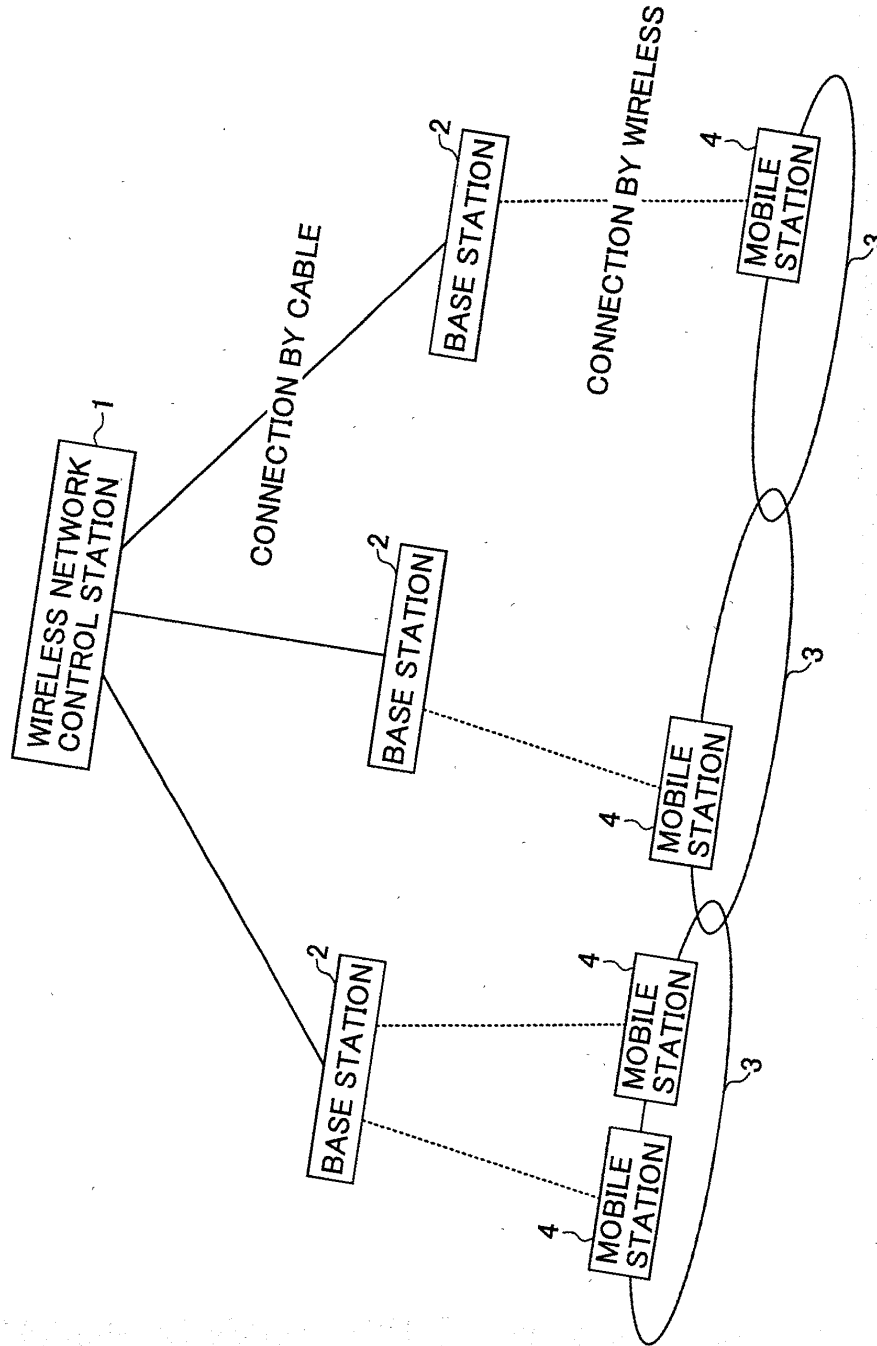 WIRELESS NETWORK
CONTROL STATION
1
CONNECTION BY CABLE
2
BASE STATION
2
BASE STATION
2
BASE STATION
CONNECTION BY WIRELESS
4
MOBILE
STATION
4
MOBILE
STATION
4
MOBILE
STATION
4
MOBILE
STATION
3
3
3